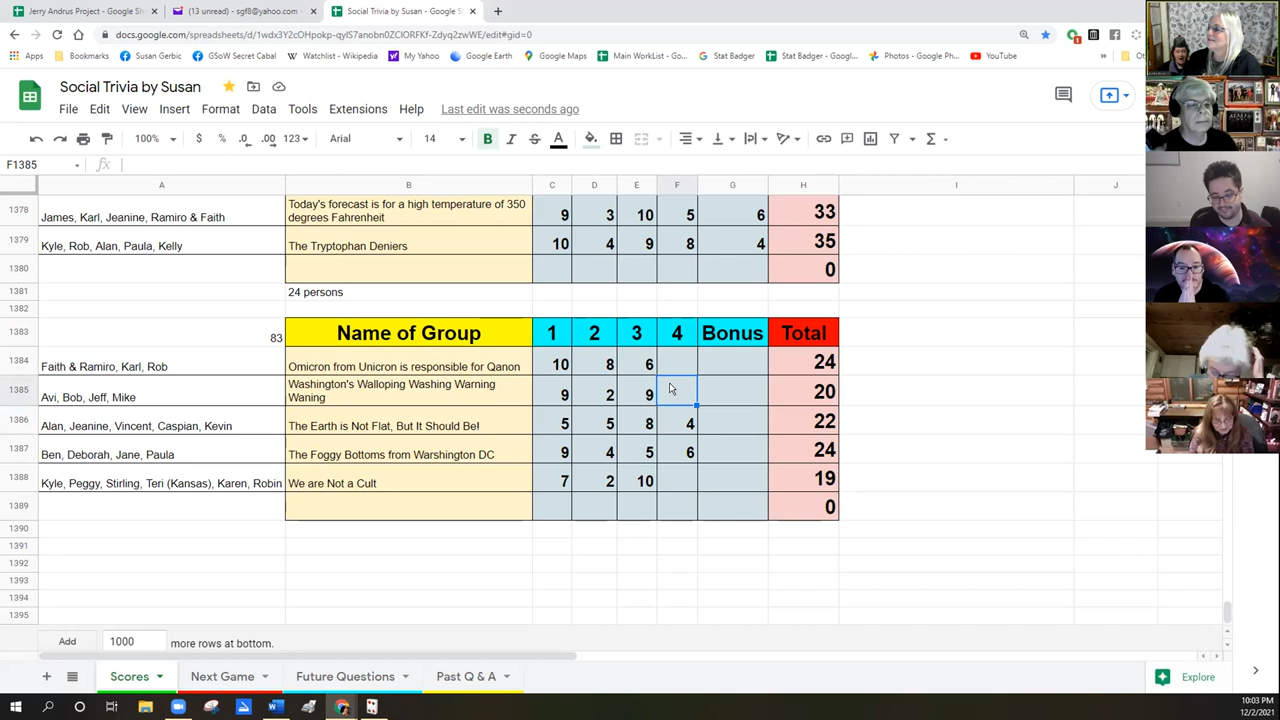 Jerry Andrus Project - Google Sh
(13 unread) - sgf8@yahoo.com -
Social Trivia by Susan - Google S
docs.google.com/spreadsheets/d/1wdx3Y2cOHpokp-qyIS7anobn0ZClORFKf-Zdyq2zwWE/edit#gid=0
Apps
Bookmarks
Susan Gerbic
GSoW Secret Cabal
Watchlist - Wikipedia
My Yahoo!
Google Earth
Google Maps
Main WorkList - Go...
Stat Badger
Stat Badger - Googl...
Photos - Google Ph...
YouTube
Social Trivia by Susan
File Edit View Insert Format Data Tools Extensions Help Last edit was seconds ago
100% $ % .0 .00 123 Arial 14 B I S A
F1385 fx
A B C D E F G H I J
1378 James, Karl, Jeanine, Ramiro & Faith Today's forecast is for a high temperature of 350 degrees Fahrenheit 9 3 10 5 6 33
1379 Kyle, Rob, Alan, Paula, Kelly The Tryptophan Deniers 10 4 9 8 4 35
1380 0
1381 24 persons
1382
1383 83 Name of Group 1 2 3 4 Bonus Total
1384 Faith & Ramiro, Karl, Rob Omicron from Unicron is responsible for Qanon 10 8 6 24
1385 Avi, Bob, Jeff, Mike Washington's Walloping Washing Warning Waning 9 2 9 20
1386 Alan, Jeanine, Vincent, Caspian, Kevin The Earth is Not Flat, But It Should Be! 5 5 8 4 22
1387 Ben, Deborah, Jane, Paula The Foggy Bottoms from Warshington DC 9 4 5 6 24
1388 Kyle, Peggy, Stirling, Teri (Kansas), Karen, Robin We are Not a Cult 7 2 10 19
1389 0
1390
1391
1392
1393
1394
1395
Add 1000 more rows at bottom.
Scores Next Game Future Questions Past Q & A
Explore
10:03 PM
12/2/2021